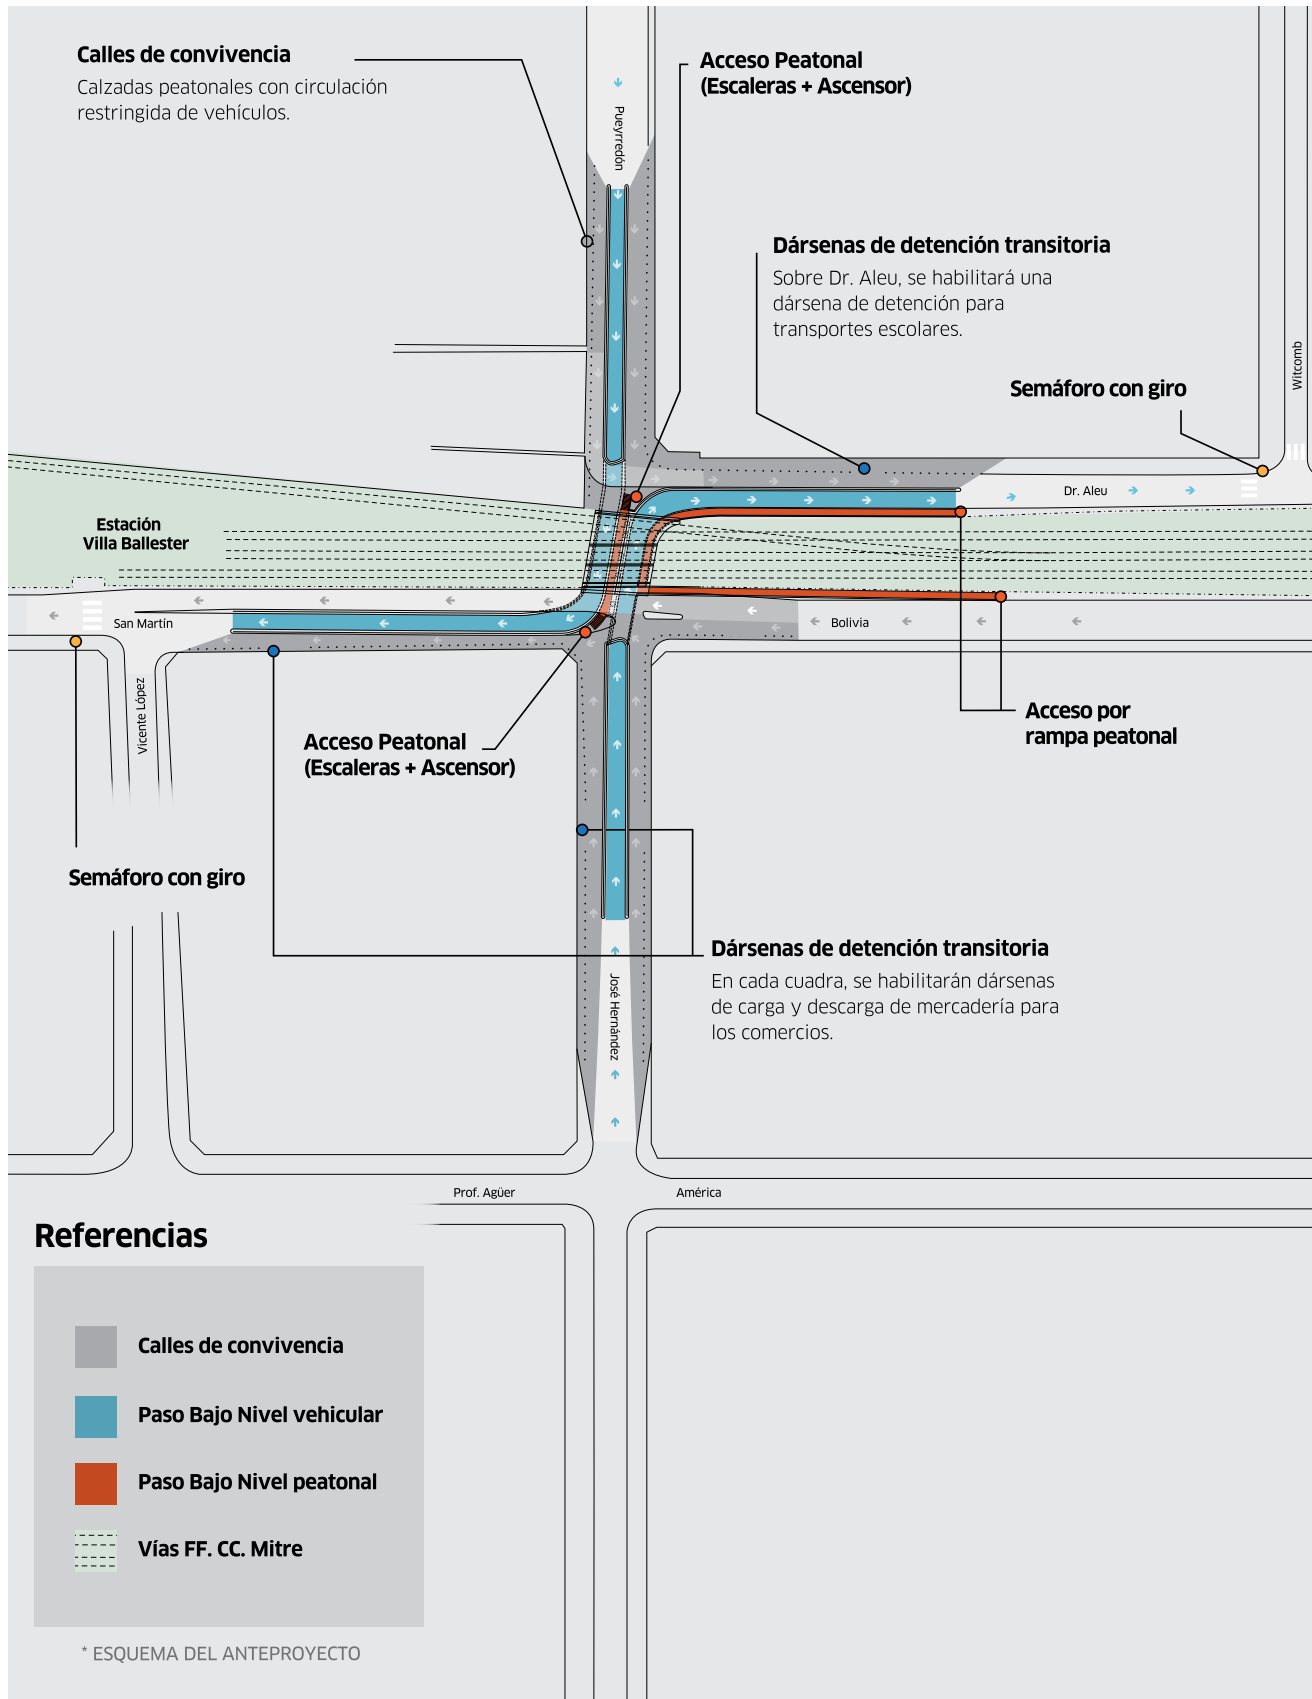 Calles de convivencia
Calzadas peatonales con circulación
restringida de vehículos.
Acceso Peatonal
(Escaleras + Ascensor)
Pueyrredón
Dársenas de detención transitoria
Sobre Dr. Aleu, se habilitará una
dársena de detención para
transportes escolares.
Witcomb
Semáforo con giro
Dr. Aleu
Estación
Villa Ballester
San Martín
Bolivia
Vicente López
Acceso por
rampa peatonal
Acceso Peatonal
(Escaleras + Ascensor)
Semáforo con giro
Dársenas de detención transitoria
En cada cuadra, se habilitarán dársenas
de carga y descarga de mercadería para
los comercios.
José Hernández
Prof. Agüer
América
Referencias
Calles de convivencia
Paso Bajo Nivel vehicular
Paso Bajo Nivel peatonal
Vías FF. CC. Mitre
* ESQUEMA DEL ANTEPROYECTO